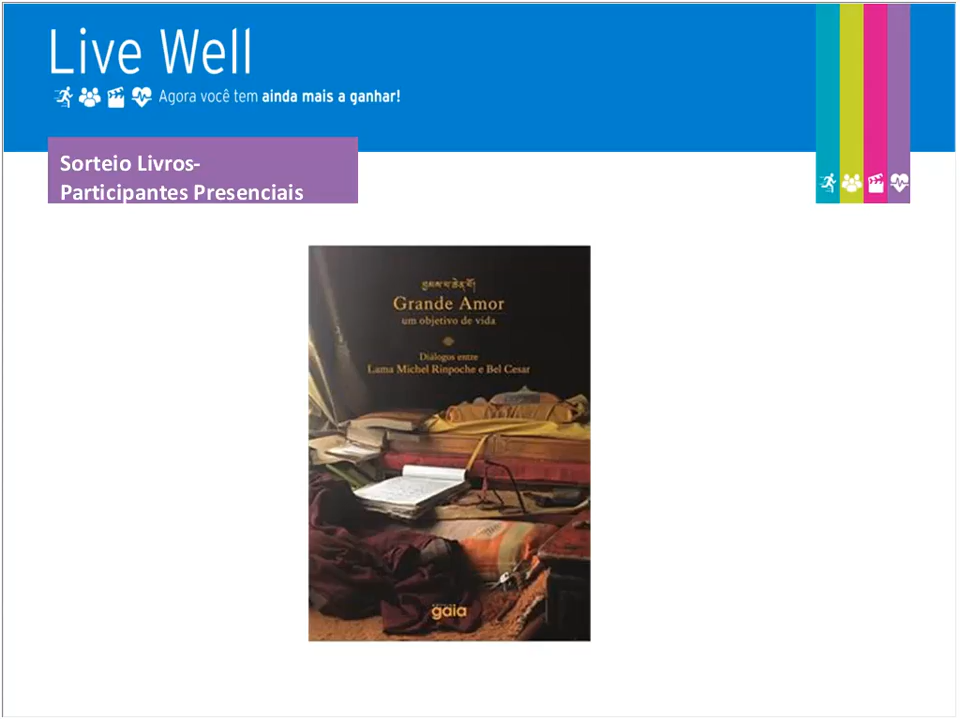 Live Well
Agora você tem ainda mais a ganhar!
Sorteio Livros-
Participantes Presenciais
བྱམས་པ་ཆེན་པོ།
Grande Amor
um objetivo de vida
Diálogos entre
Lama Michel Rinpoche e Bel Cesar
gaia